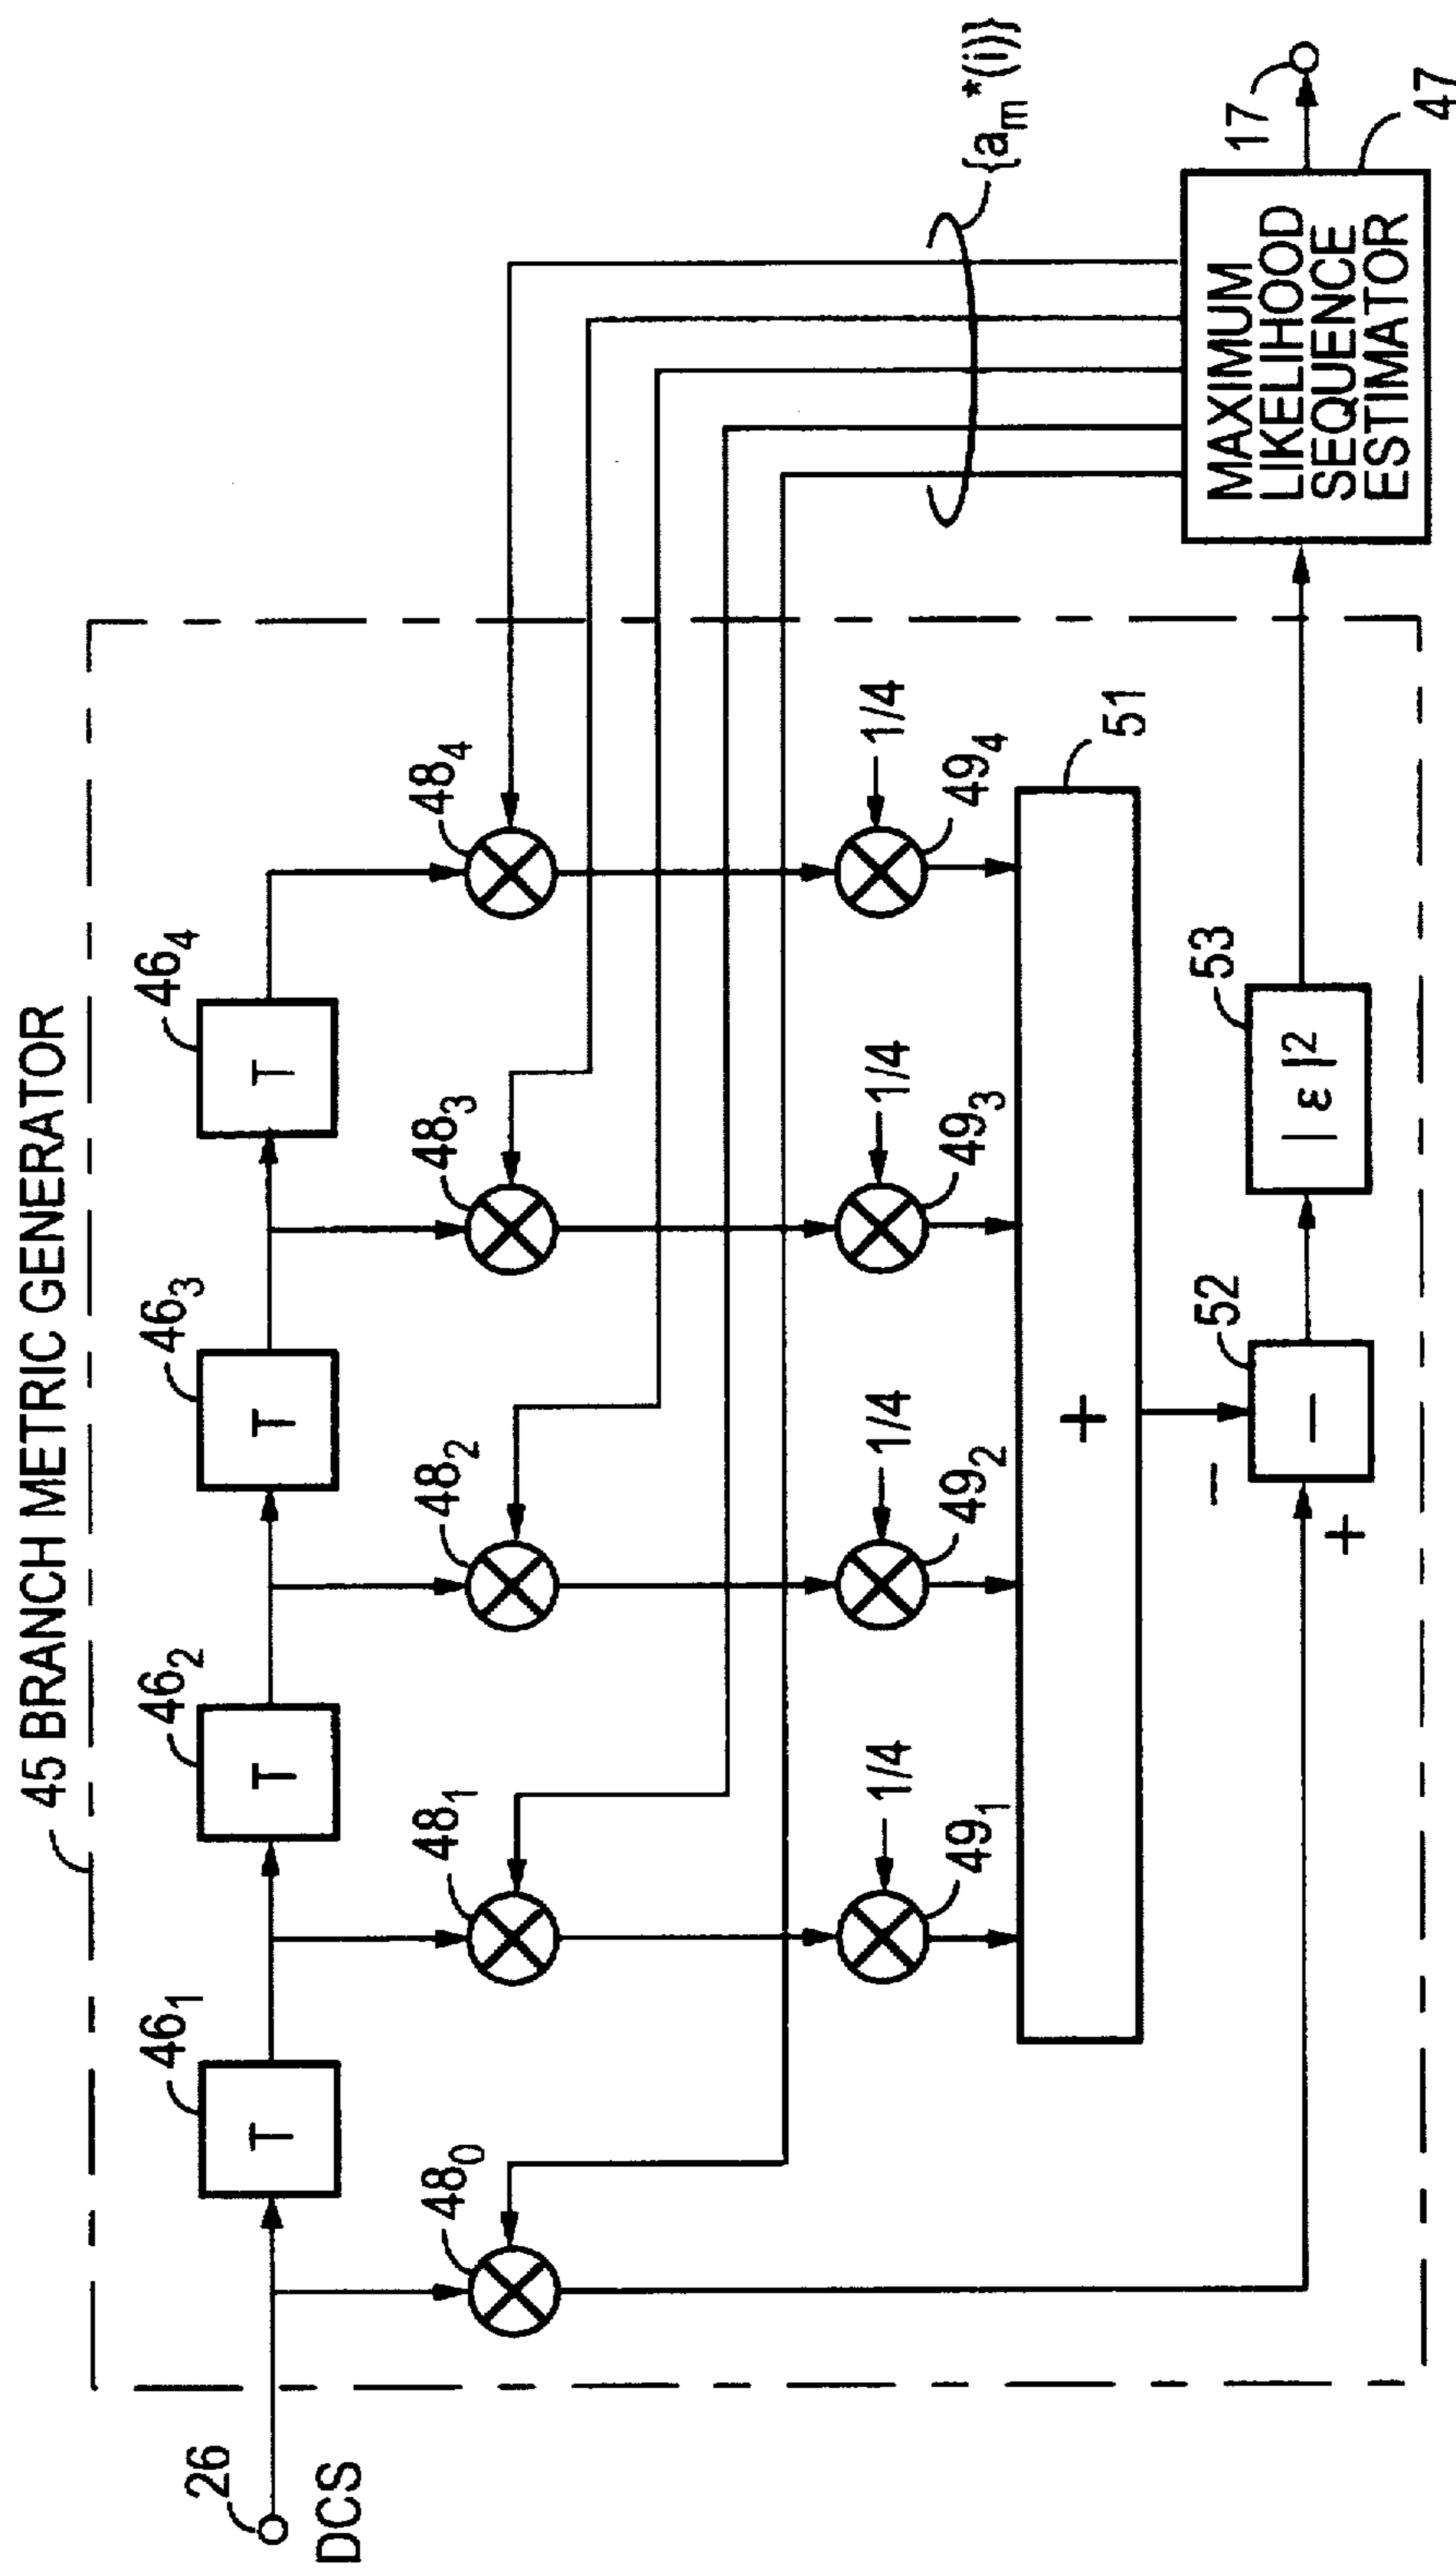 45 BRANCH METRIC GENERATOR
26
DCS
46₁
T
46₂
T
46₃
T
46₄
T
48₀
48₁
48₂
48₃
48₄
1/4
1/4
1/4
1/4
49₁
49₂
49₃
49₄
+
51
−
+
−
52
| ε |²
53
{aₘ*(i)}
MAXIMUM
LIKELIHOOD
SEQUENCE
ESTIMATOR
17
47